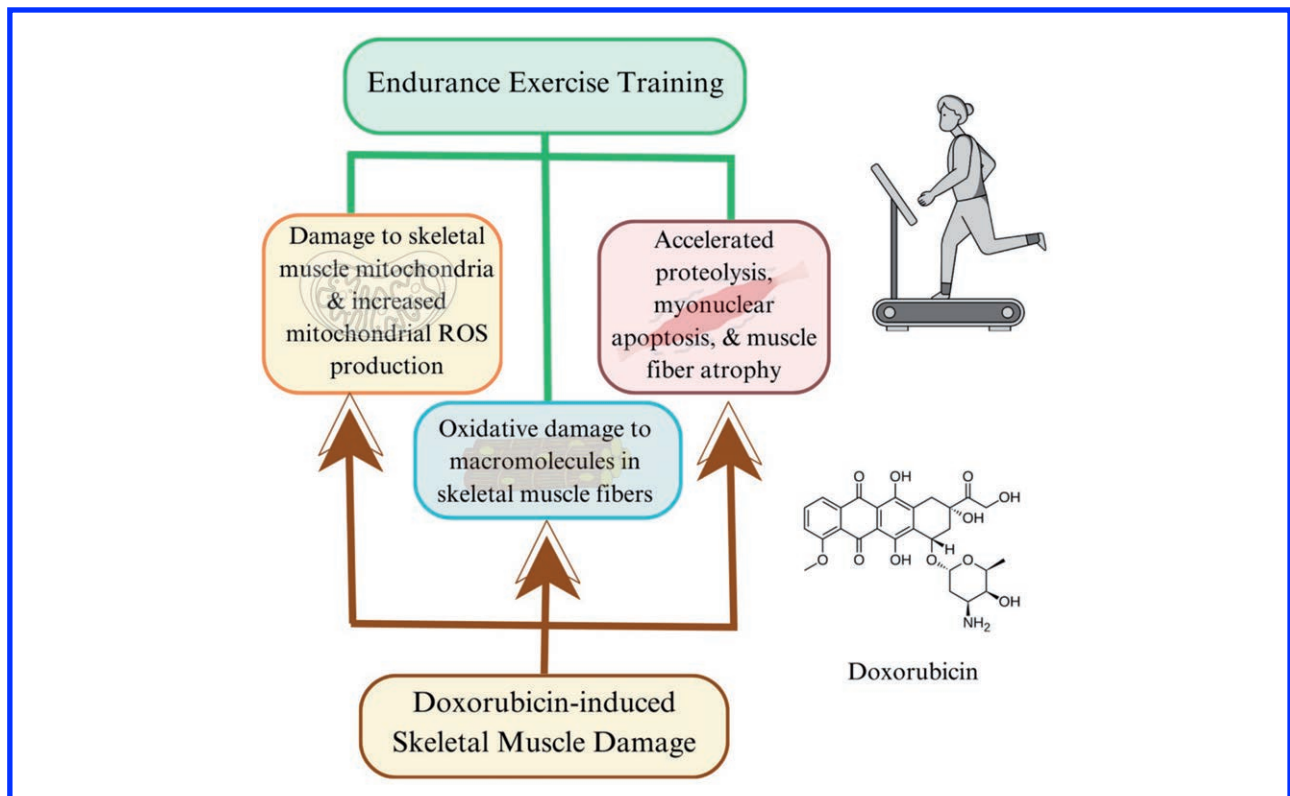 Endurance Exercise Training
Damage to skeletal
muscle mitochondria
& increased
mitochondrial ROS
production
Accelerated
proteolysis,
myonuclear
apoptosis, & muscle
fiber atrophy
Oxidative damage to
macromolecules in
skeletal muscle fibers
O
OH
O
OH
OH
O
O
OH
O
H
O
OH
NH₂
Doxorubicin
Doxorubicin-induced
Skeletal Muscle Damage